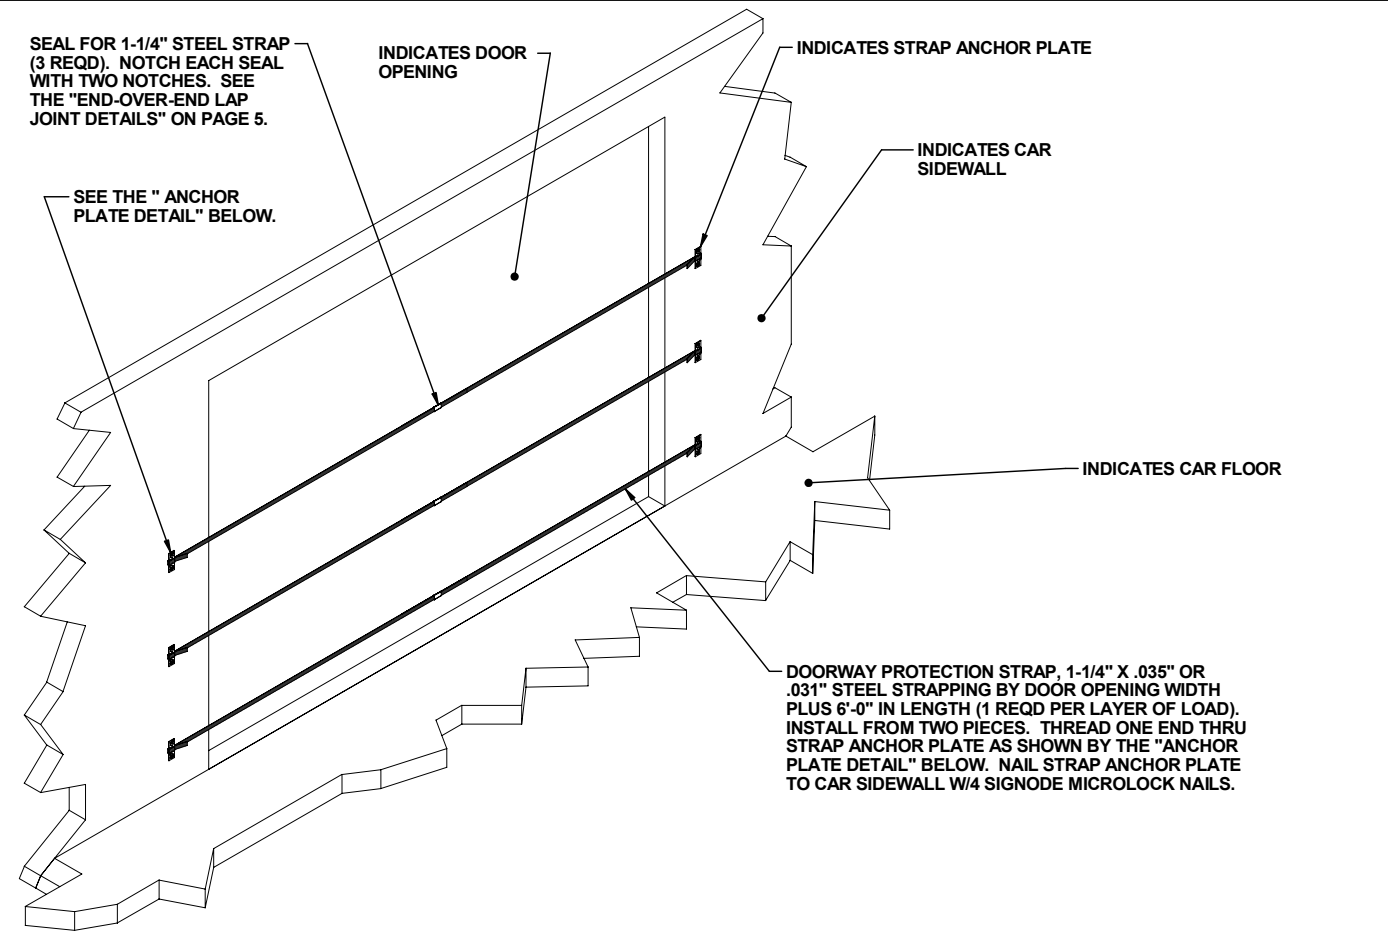 SEAL FOR 1-1/4" STEEL STRAP
(3 REQD).  NOTCH EACH SEAL
WITH TWO NOTCHES.  SEE
THE "END-OVER-END LAP
JOINT DETAILS" ON PAGE 5.
INDICATES DOOR
OPENING
INDICATES STRAP ANCHOR PLATE
INDICATES CAR
SIDEWALL
SEE THE " ANCHOR
PLATE DETAIL" BELOW.
INDICATES CAR FLOOR
DOORWAY PROTECTION STRAP, 1-1/4" X .035" OR
.031" STEEL STRAPPING BY DOOR OPENING WIDTH
PLUS 6'-0" IN LENGTH (1 REQD PER LAYER OF LOAD).
INSTALL FROM TWO PIECES.  THREAD ONE END THRU
STRAP ANCHOR PLATE AS SHOWN BY THE "ANCHOR
PLATE DETAIL" BELOW.  NAIL STRAP ANCHOR PLATE
TO CAR SIDEWALL W/4 SIGNODE MICROLOCK NAILS.